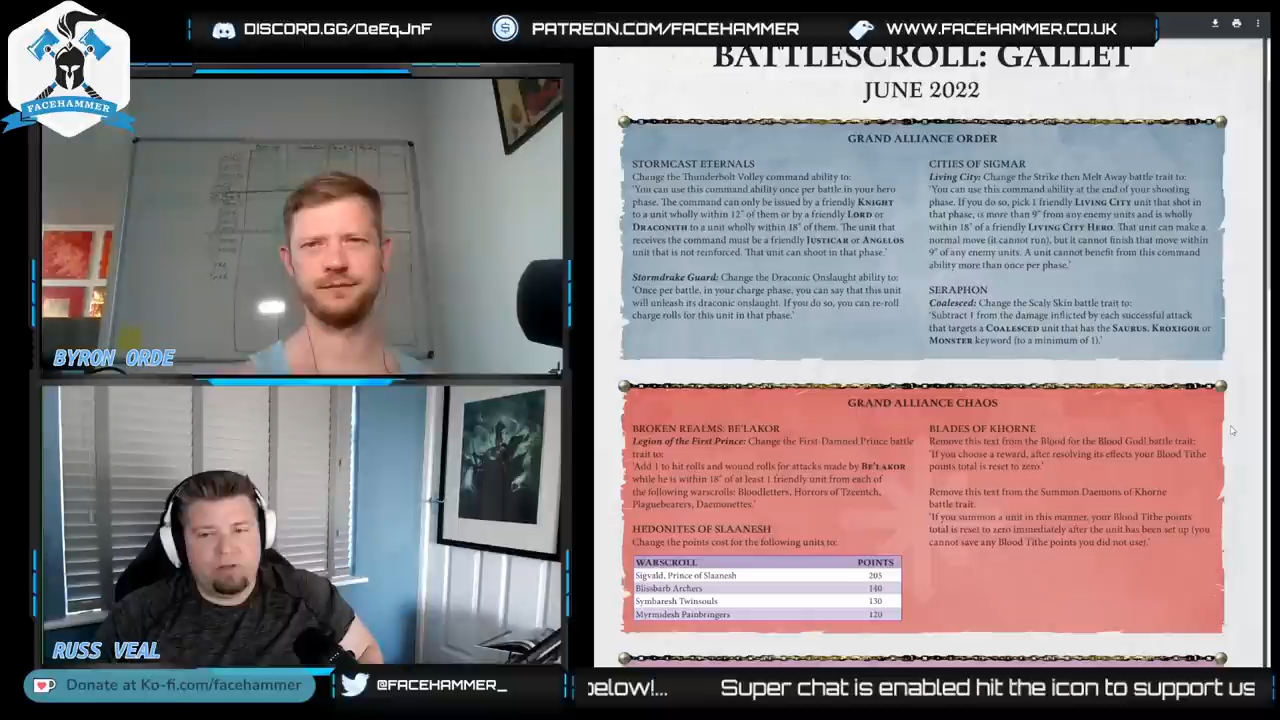 DISCORD.GG/QeEqJnF
PATREON.COM/FACEHAMMER
WWW.FACEHAMMER.CO.UK
FACEHAMMER
BYRON ORDE
RUSS VEAL
BATTLESCROLL: GALLET
JUNE 2022
GRAND ALLIANCE ORDER
STORMCAST ETERNALS
Change the Thunderbolt Volley command ability to:
'You can use this command ability once per battle in your hero
phase. The command can only be issued by a friendly KNIGHT
to a unit wholly within 12" of them or by a friendly LORD or
DRACONITH to a unit wholly within 18" of them. The unit that
receives the command must be a friendly JUSTICAR or ANGELOS
unit that is not reinforced. That unit can shoot in that phase.'
Stormdrake Guard: Change the Draconic Onslaught ability to:
'Once per battle, in your charge phase, you can say that this unit
will unleash its draconic onslaught. If you do so, you can re-roll
charge rolls for this unit in that phase.'
CITIES OF SIGMAR
Living City: Change the Strike then Melt Away battle trait to:
'You can use this command ability at the end of your shooting
phase. If you do so, pick 1 friendly LIVING CITY unit that shot in
that phase, is more than 9" from any enemy units and is wholly
within 18" of a friendly LIVING CITY HERO. That unit can make a
normal move (it cannot run), but it cannot finish that move within
9" of any enemy units. A unit cannot benefit from this command
ability more than once per phase.'
SERAPHON
Coalesced: Change the Scaly Skin battle trait to:
'Subtract 1 from the damage inflicted by each successful attack
that targets a COALESCED unit that has the SAURUS, KROXIGOR or
MONSTER keyword (to a minimum of 1).'
GRAND ALLIANCE CHAOS
BROKEN REALMS: BE'LAKOR
Legion of the First Prince: Change the First-Damned Prince battle
trait to:
'Add 1 to hit rolls and wound rolls for attacks made by BE'LAKOR
while he is within 18" of at least 1 friendly unit from each of
the following warscrolls: Bloodletters, Horrors of Tzeentch,
Plaguebearers, Daemonettes.'
HEDONITES OF SLAANESH
Change the points cost for the following units to:
WARSCROLL POINTS
Sigvald, Prince of Slaanesh 205
Blissbarb Archers 140
Symbaresh Twinsouls 130
Myrmidesh Painbringers 120
BLADES OF KHORNE
Remove this text from the Blood for the Blood God! battle trait:
'If you choose a reward, after resolving its effects your Blood Tithe
points total is reset to zero.'
Remove this text from the Summon Daemons of Khorne
battle trait:
'If you summon a unit in this manner, your Blood Tithe points
total is reset to zero immediately after the unit has been set up (you
cannot save any Blood Tithe points you did not use).'
Donate at Ko-fi.com/facehammer
@FACEHAMMER_
below!... Super chat is enabled hit the icon to support us